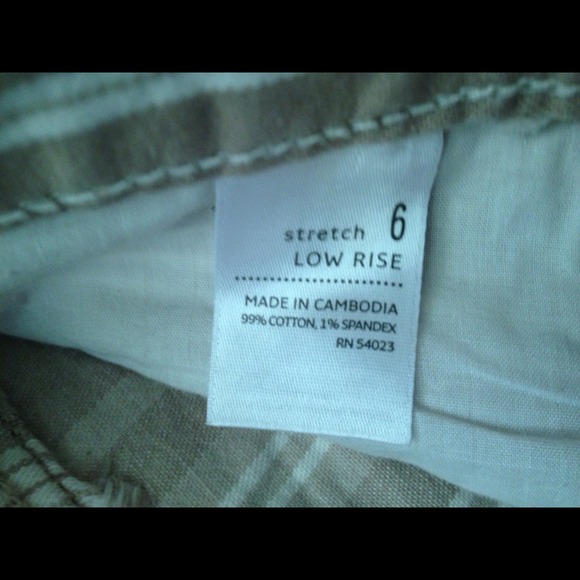 stretch 6
LOW RISE
MADE IN CAMBODIA
99% COTTON, 1% SPANDEX
RN 54023